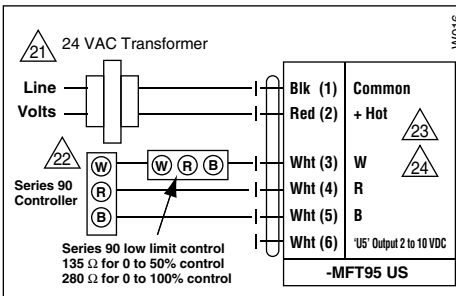 21 24 VAC Transformer
W016
Line
Volts
Blk (1) Common
Red (2) + Hot
23
22
W W R B Wht (3) W
24
Series 90
Controller
R Wht (4) R
B Wht (5) B
Wht (6) 'U5' Output 2 to 10 VDC
Series 90 low limit control
135 Ω for 0 to 50% control
280 Ω for 0 to 100% control
-MFT95 US